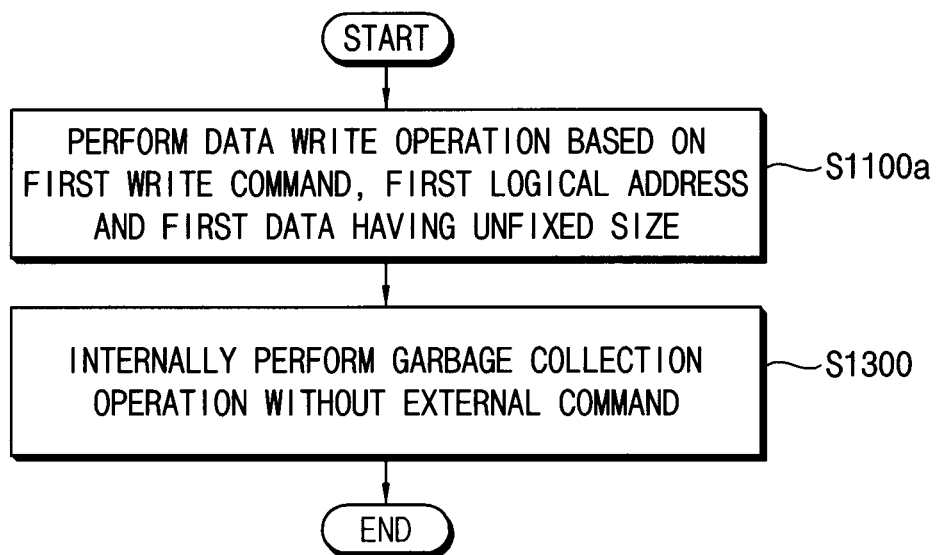 START
PERFORM DATA WRITE OPERATION BASED ON
FIRST WRITE COMMAND, FIRST LOGICAL ADDRESS
AND FIRST DATA HAVING UNFIXED SIZE
S1100a
INTERNALLY PERFORM GARBAGE COLLECTION
OPERATION WITHOUT EXTERNAL COMMAND
S1300
END